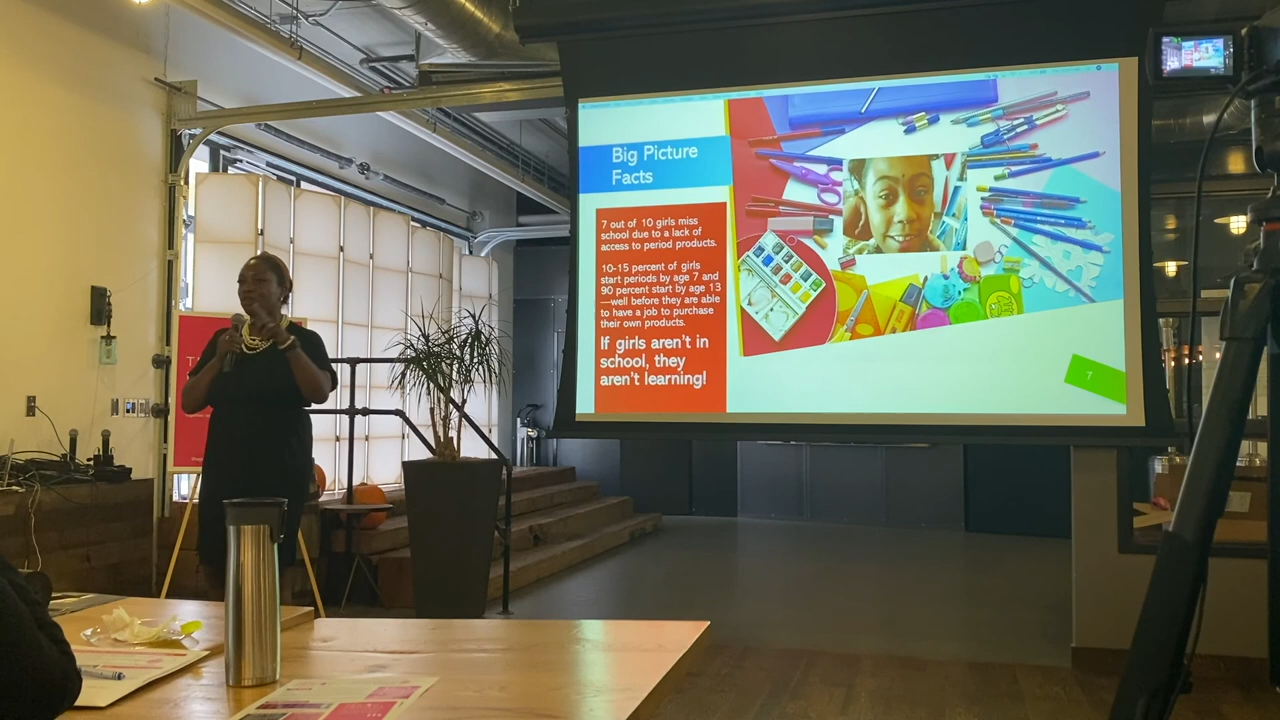 Big Picture
Facts
7 out of 10 girls miss
school due to a lack of
access to period products.
10-15 percent of girls
start periods by age 7 and
90 percent start by age 13
—well before they are able
to have a job to purchase
their own products.
If girls aren't in
school, they
aren't learning!
7